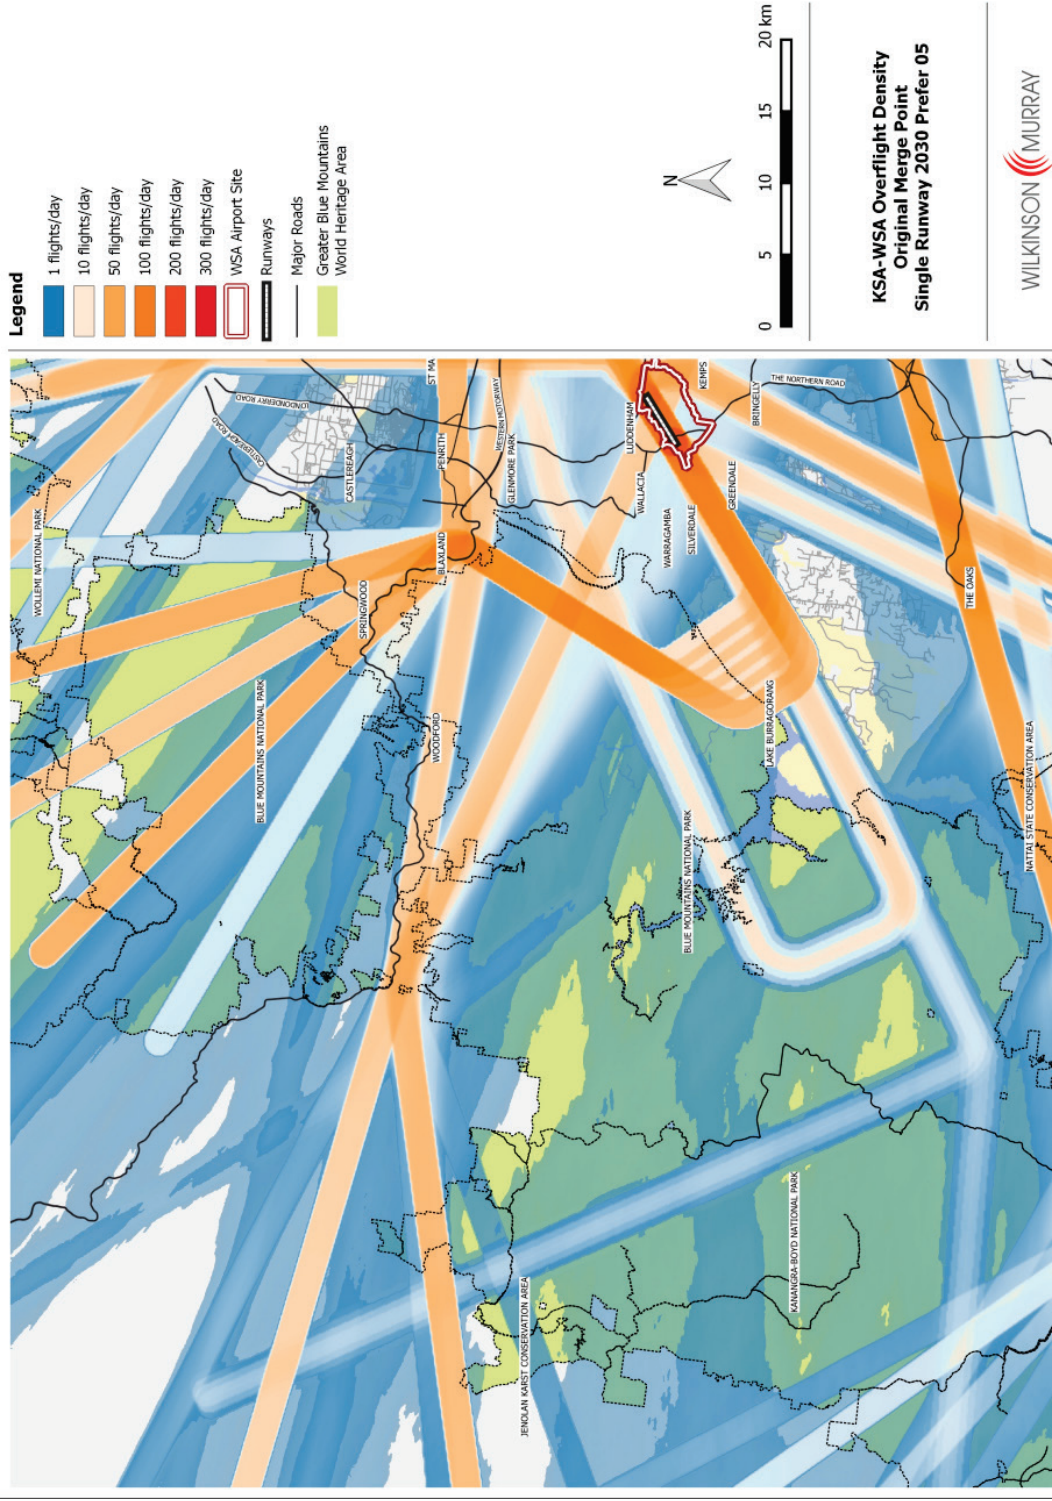 Legend
1 flights/day
10 flights/day
50 flights/day
100 flights/day
200 flights/day
300 flights/day
WSA Airport Site
Runways
Major Roads
Greater Blue Mountains
World Heritage Area
N
0 5 10 15 20 km
KSA-WSA Overflight Density
Original Merge Point
Single Runway 2030 Prefer 05
WILKINSON MURRAY
WOLLEMI NATIONAL PARK
CASTLEREAGH ROAD
LONDONDERRY ROAD
CASTLEREAGH
SPRINGWOOD
BLUE MOUNTAINS NATIONAL PARK
ST MA
PENRITH
BLAXLAND
WOODFORD
WESTERN MOTORWAY
GLENMORE PARK
JENOLAN KARST CONSERVATION AREA
LUDDENHAM
WALLACIA
WARRAGAMBA
SILVERDALE
BLUE MOUNTAINS NATIONAL PARK
KEMPS
GREENDALE
BRINGELLY
LAKE BURRAGORANG
THE NORTHERN ROAD
KANANGRA-BOYD NATIONAL PARK
THE OAKS
NATTAI STATE CONSERVATION AREA